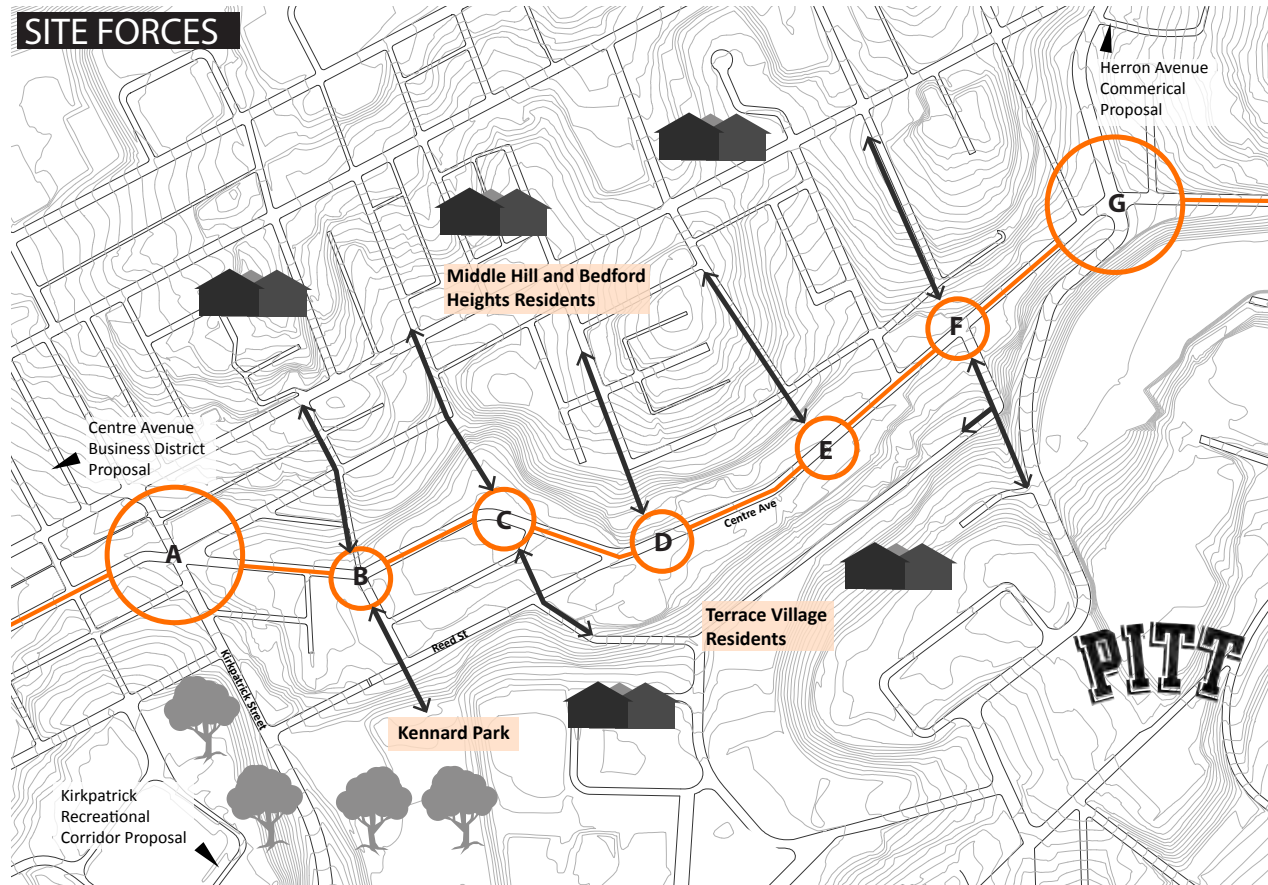 SITE FORCES
Herron Avenue
Commerical
Proposal
G
Middle Hill and Bedford
Heights Residents
F
Centre Avenue
Business District
Proposal
E
Centre Ave
C
D
A
B
Terrace Village
Residents
Reed St
Kirkpatrick Street
PITT
Kennard Park
Kirkpatrick
Recreational
Corridor Proposal